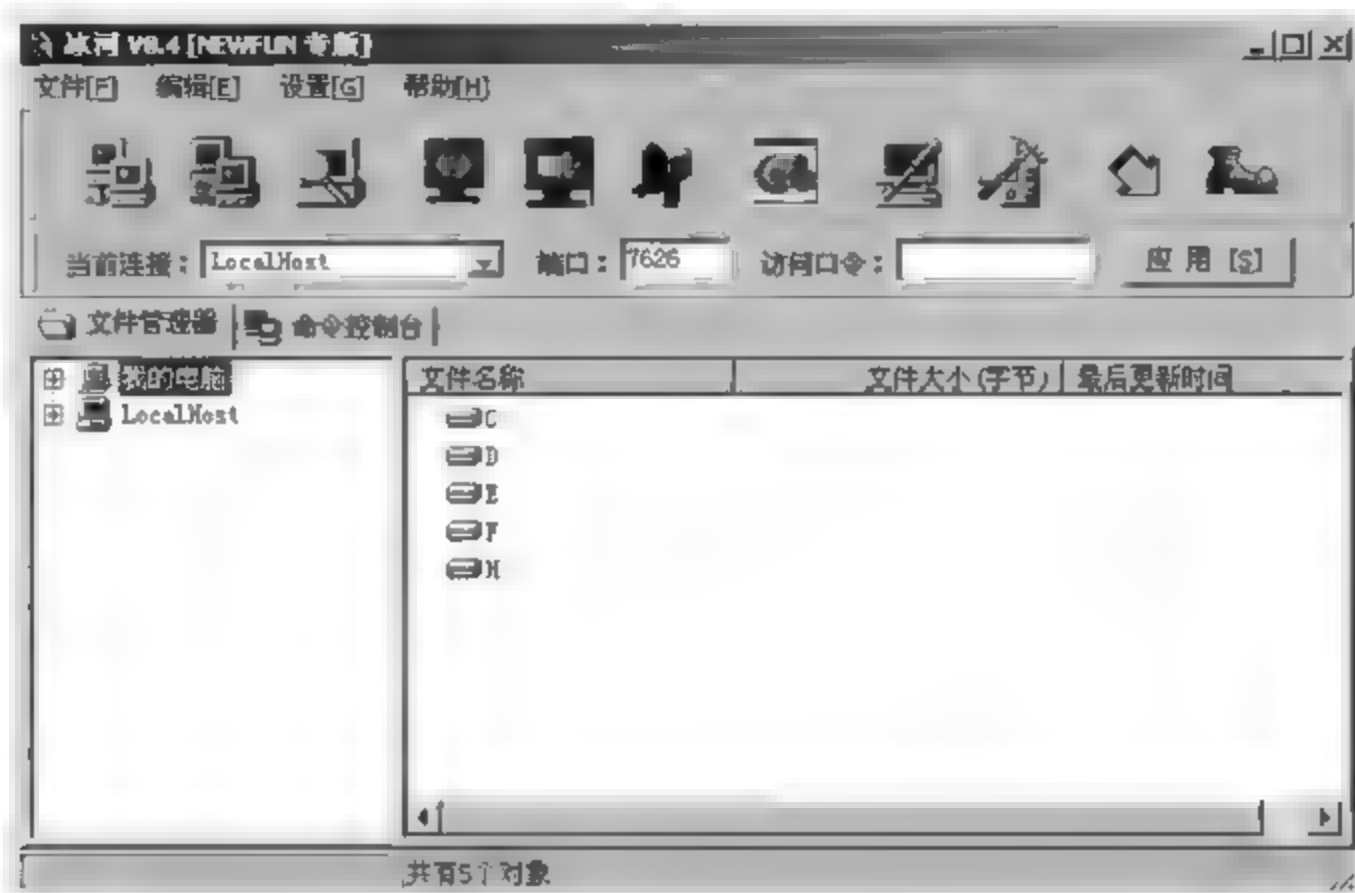 冰河 V8.4 [NEWFUN 专版]
文件[F] 编辑[E] 设置[G] 帮助[H]
当前连接： LocalHost 端口： 7626 访问口令： 应 用 [S]
文件管理器 命令控制台
我的电脑 文件名称 文件大小(字节) 最后更新时间
LocalHost C
D
E
F
H
共有5个对象